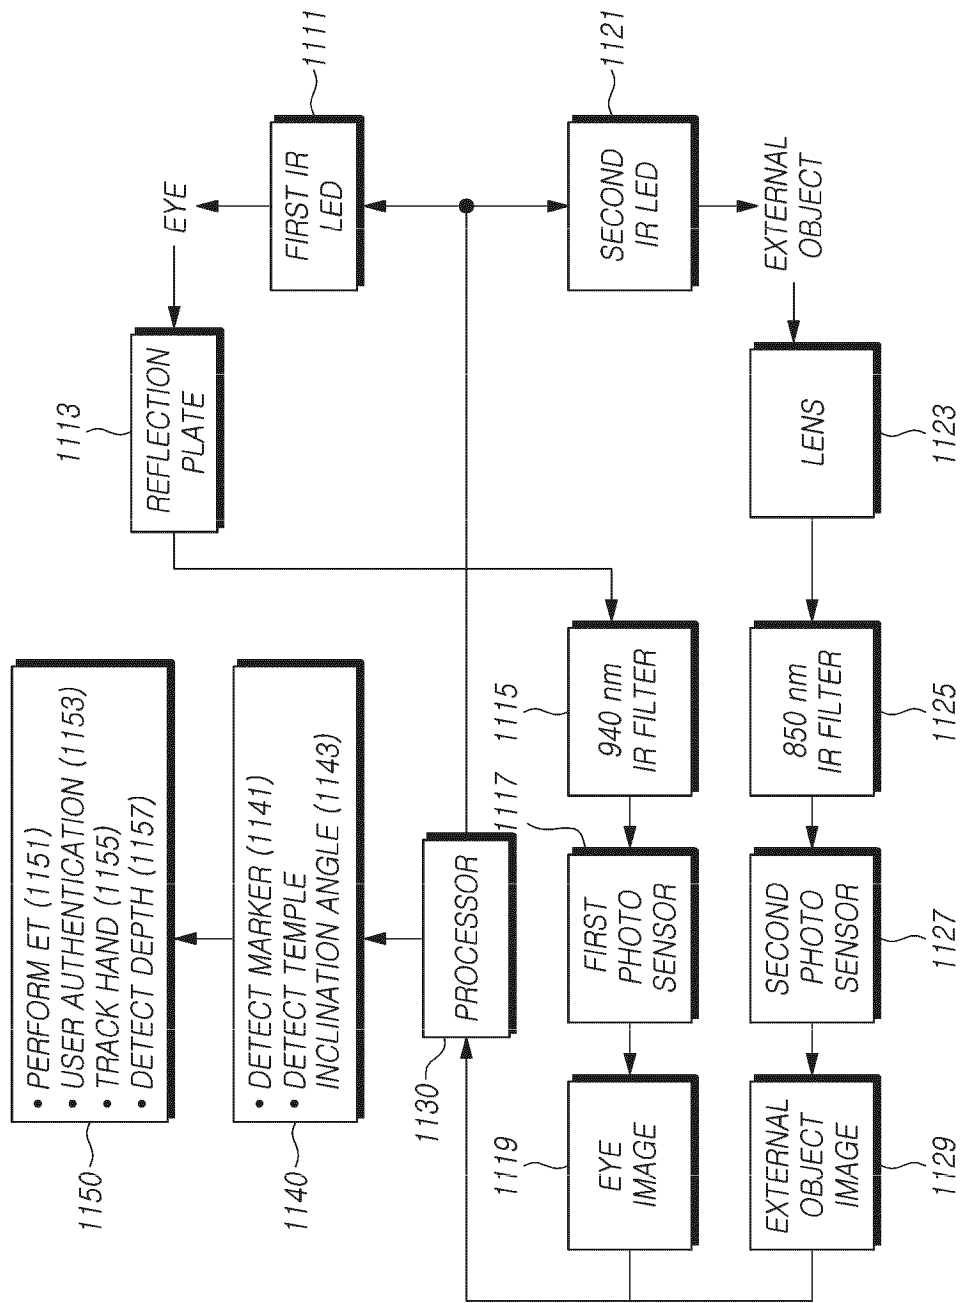 1150
• PERFORM ET (1151)
• USER AUTHENTICATION (1153)
• TRACK HAND (1155)
• DETECT DEPTH (1157)
1113
REFLECTION
PLATE
EYE
1140
• DETECT MARKER (1141)
• DETECT TEMPLE
INCLINATION ANGLE (1143)
FIRST IR
LED
1111
1130
PROCESSOR
1119
EYE
IMAGE
1117
FIRST
PHOTO
SENSOR
1115
940 nm
IR FILTER
SECOND
IR LED
1121
EXTERNAL
OBJECT
IMAGE
1129
SECOND
PHOTO
SENSOR
1127
850 nm
IR FILTER
1125
LENS
1123
EXTERNAL
OBJECT